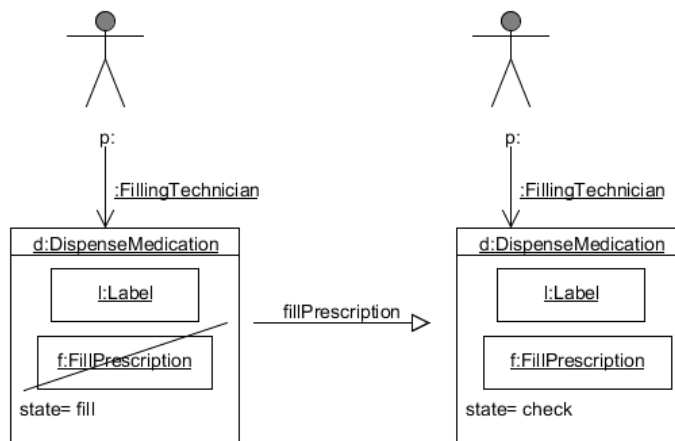 p:
:FillingTechnician
d:DispenseMedication
l:Label
f:FillPrescription
state= fill
fillPrescription
p:
:FillingTechnician
d:DispenseMedication
l:Label
f:FillPrescription
state= check